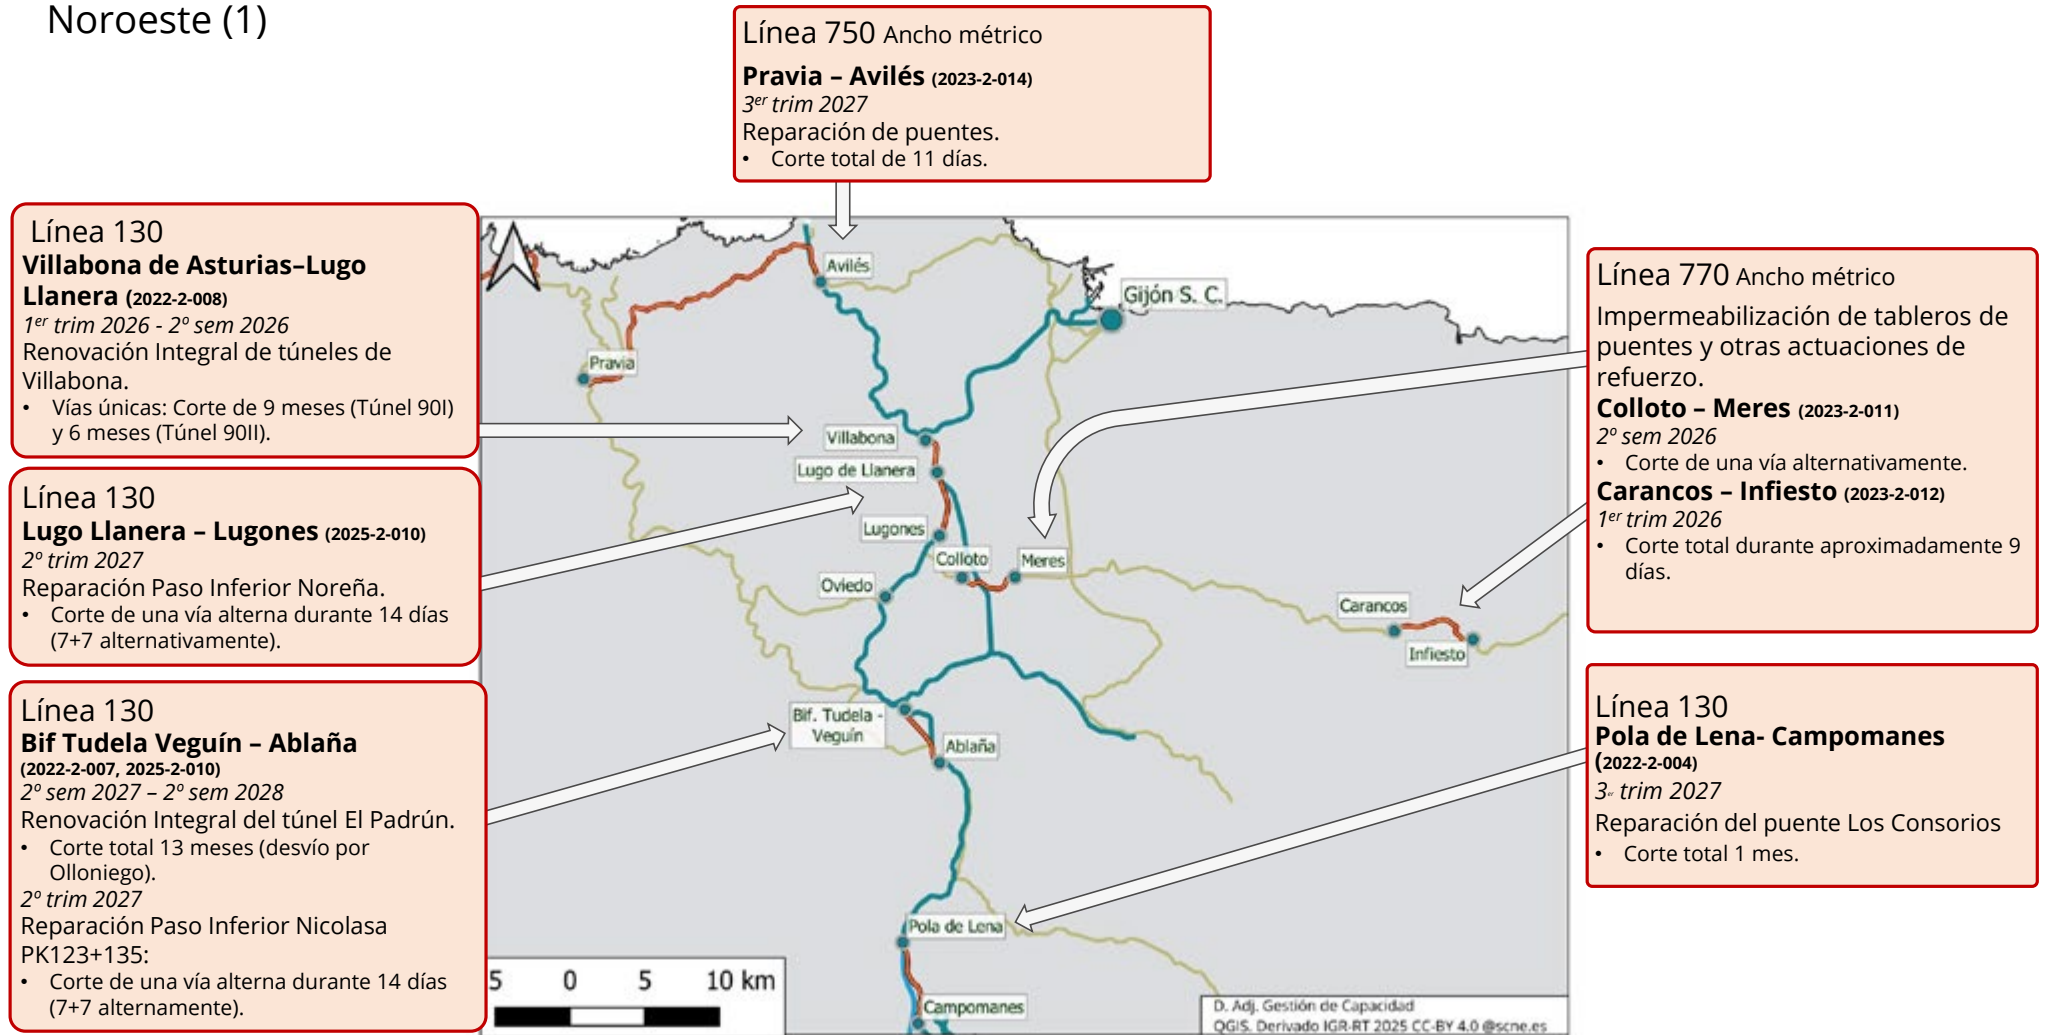 Noroeste (1)
Línea 750 Ancho métrico
Pravia – Avilés (2023-2-014)
3er trim 2027
Reparación de puentes.
• Corte total de 11 días.
Línea 130
Villabona de Asturias–Lugo
Llanera (2022-2-008)
1er trim 2026 - 2º sem 2026
Renovación Integral de túneles de
Villabona.
• Vías únicas: Corte de 9 meses (Túnel 90I)
y 6 meses (Túnel 90II).
Línea 130
Lugo Llanera – Lugones (2025-2-010)
2º trim 2027
Reparación Paso Inferior Noreña.
• Corte de una vía alterna durante 14 días
(7+7 alternativamente).
Línea 130
Bif Tudela Veguín – Ablaña
(2022-2-007, 2025-2-010)
2º sem 2027 – 2º sem 2028
Renovación Integral del túnel El Padrún.
• Corte total 13 meses (desvío por
Olloniego).
2º trim 2027
Reparación Paso Inferior Nicolasa
PK123+135:
• Corte de una vía alterna durante 14 días
(7+7 alternamente).
Avilés
Gijón S. C.
Pravia
Villabona
Lugo de Llanera
Lugones
Colloto
Meres
Oviedo
Carancos
Infiesto
Bif. Tudela -
Veguín
Ablaña
Pola de Lena
Campomanes
5 0 5 10 km
D. Adj. Gestión de Capacidad
QGIS. Derivado IGR-RT 2025 CC-BY 4.0 @scne.es
Línea 770 Ancho métrico
Impermeabilización de tableros de
puentes y otras actuaciones de
refuerzo.
Colloto – Meres (2023-2-011)
2º sem 2026
• Corte de una vía alternativamente.
Carancos – Infiesto (2023-2-012)
1er trim 2026
• Corte total durante aproximadamente 9
días.
Línea 130
Pola de Lena- Campomanes
(2022-2-004)
3er trim 2027
Reparación del puente Los Consorios
• Corte total 1 mes.